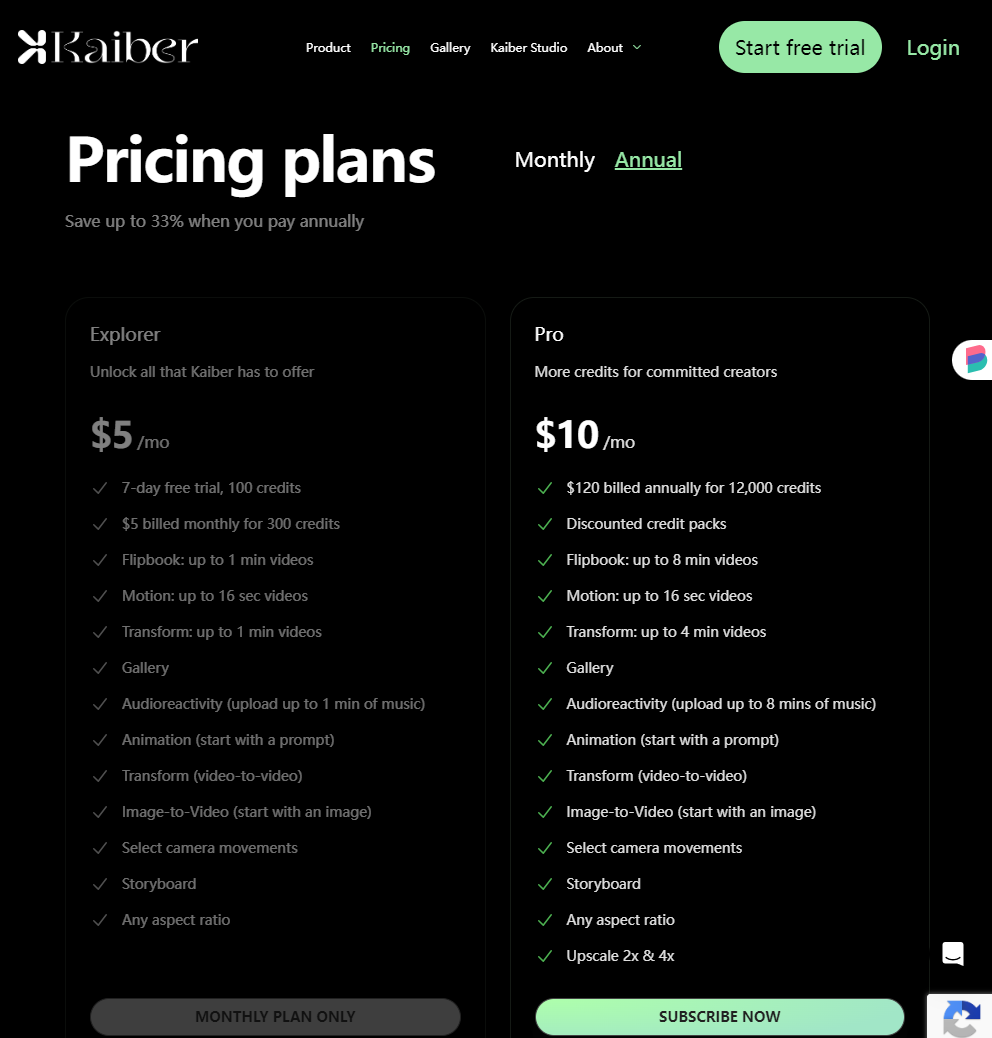 Kaiber
Product Pricing Gallery Kaiber Studio About
Start free trial
Login
Pricing plans
Monthly Annual
Save up to 33% when you pay annually
Explorer
Unlock all that Kaiber has to offer
$5 /mo
7-day free trial, 100 credits
$5 billed monthly for 300 credits
Flipbook: up to 1 min videos
Motion: up to 16 sec videos
Transform: up to 1 min videos
Gallery
Audioreactivity (upload up to 1 min of music)
Animation (start with a prompt)
Transform (video-to-video)
Image-to-Video (start with an image)
Select camera movements
Storyboard
Any aspect ratio
MONTHLY PLAN ONLY
Pro
More credits for committed creators
$10 /mo
$120 billed annually for 12,000 credits
Discounted credit packs
Flipbook: up to 8 min videos
Motion: up to 16 sec videos
Transform: up to 4 min videos
Gallery
Audioreactivity (upload up to 8 mins of music)
Animation (start with a prompt)
Transform (video-to-video)
Image-to-Video (start with an image)
Select camera movements
Storyboard
Any aspect ratio
Upscale 2x & 4x
SUBSCRIBE NOW